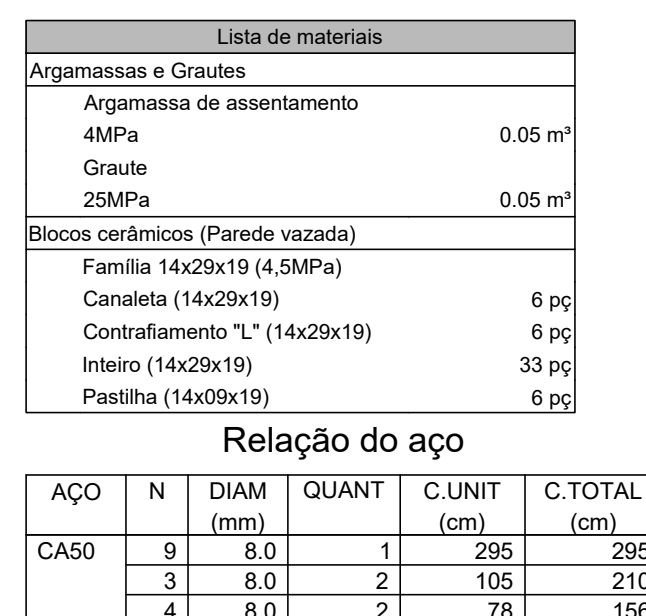 Lista de materiais
Argamassas e Grautes
Argamassa de assentamento
4MPa 0.05 m³
Graute
25MPa 0.05 m³
Blocos cerâmicos (Parede vazada)
Família 14x29x19 (4,5MPa)
Canaleta (14x29x19) 6 pç
Contrafiamento "L" (14x29x19) 6 pç
Inteiro (14x29x19) 33 pç
Pastilha (14x09x19) 6 pç
Relação do aço
AÇO N DIAM QUANT C.UNIT C.TOTAL
(mm) (cm) (cm)
CA50 9 8.0 1 295 295
3 8.0 2 105 210
4 8.0 2 78 156